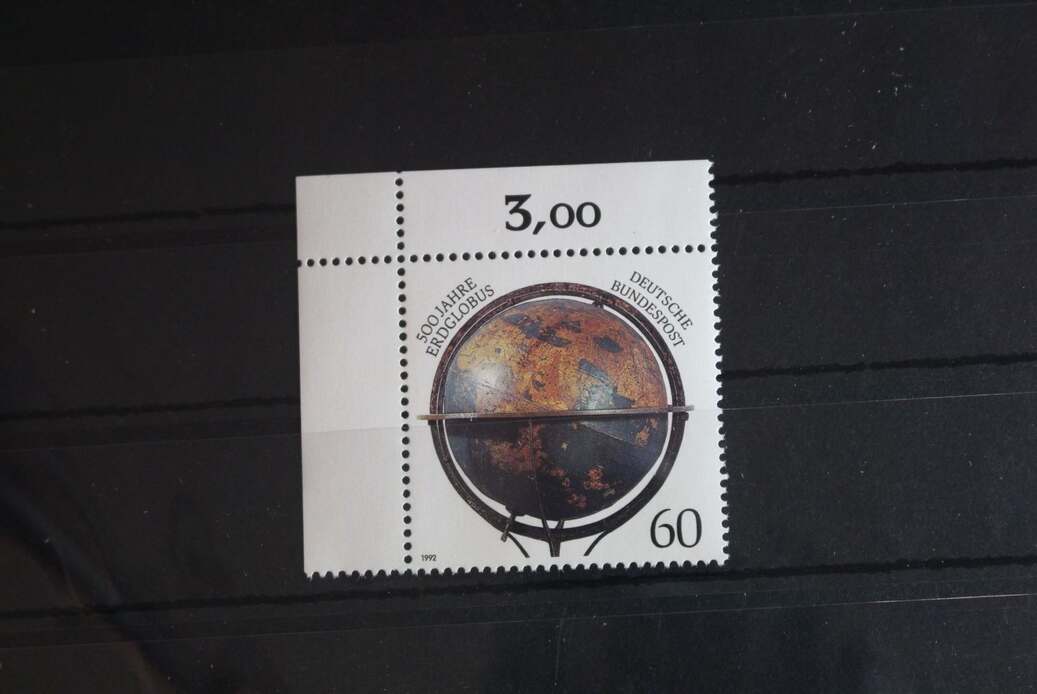 3,00
500 JAHRE
ERDGLOBUS
DEUTSCHE
BUNDESPOST
60
1992